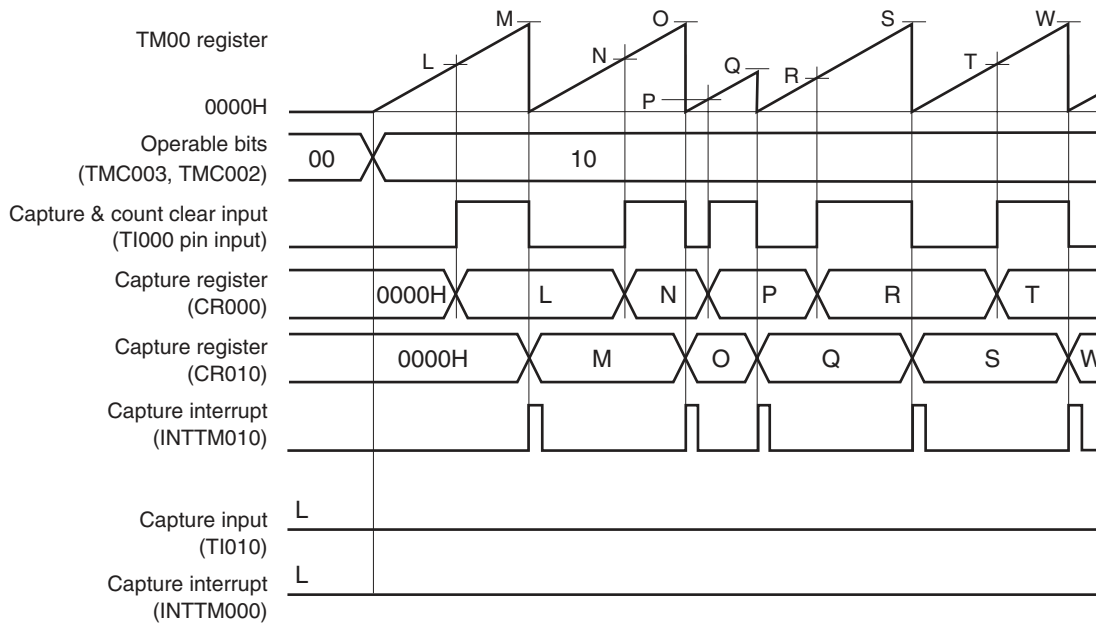 TM00 register
0000H
L
M
N
O
P
Q
R
S
T
W
Operable bits
(TMC003, TMC002)
00
10
Capture & count clear input
(TI000 pin input)
Capture register
(CR000)
0000H
L
N
P
R
T
Capture register
(CR010)
0000H
M
O
Q
S
W
Capture interrupt
(INTTM010)
Capture input
(TI010)
L
Capture interrupt
(INTTM000)
L